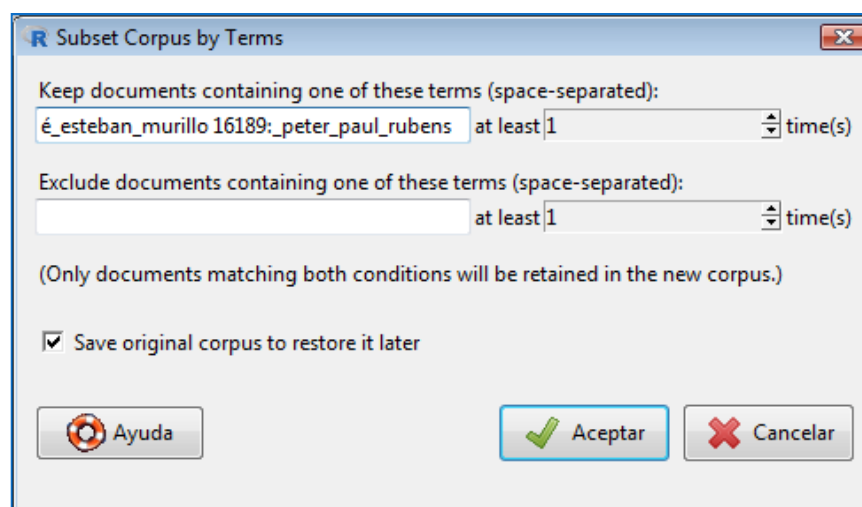 R Subset Corpus by Terms
Keep documents containing one of these terms (space-separated):
é_esteban_murillo 16189:_peter_paul_rubens at least 1 time(s)
Exclude documents containing one of these terms (space-separated):
at least 1 time(s)
(Only documents matching both conditions will be retained in the new corpus.)
Save original corpus to restore it later
Ayuda Aceptar Cancelar